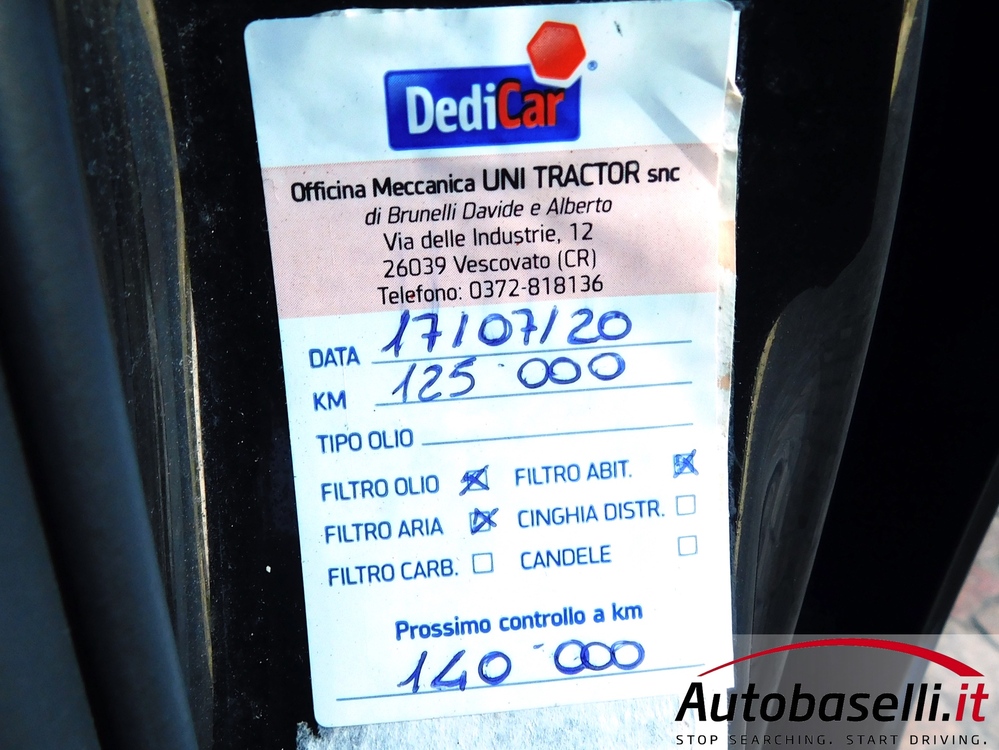 DediCar®
Officina Meccanica UNI TRACTOR snc
di Brunelli Davide e Alberto
Via delle Industrie, 12
26039 Vescovato (CR)
Telefono: 0372-818136
DATA 17/07/20
KM 125 000
TIPO OLIO
FILTRO OLIO FILTRO ABIT.
FILTRO ARIA CINGHIA DISTR.
FILTRO CARB. CANDELE
Prossimo controllo a km
140 000
Autobaselli.it
STOP SEARCHING. START DRIVING.